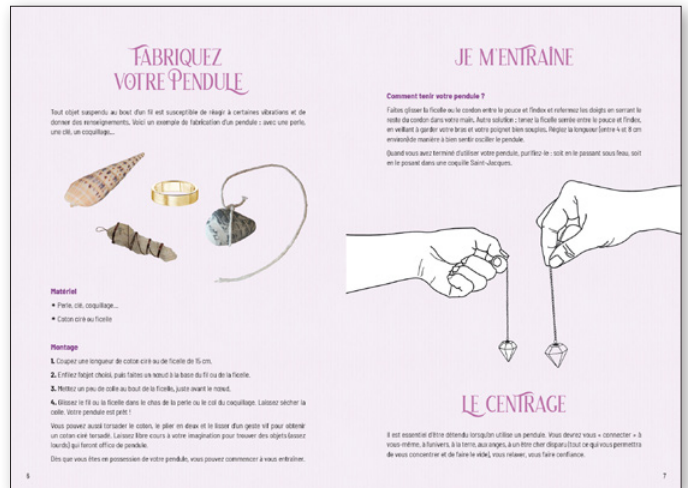 FABRIQUEZ
VOTRE PENDULE
Tout objet suspendu au bout d'un fil est susceptible de réagir à certaines vibrations et de
donner des renseignements. Voici un exemple de fabrication d'un pendule : avec une perle,
une clé, un coquillage...
Matériel
• Perle, clé, coquillage...
• Coton ciré ou ficelle
Montage
1. Coupez une longueur de coton ciré ou de ficelle de 15 cm.
2. Enfilez l'objet choisi, puis faites un nœud à la base du fil ou de la ficelle.
3. Mettez un peu de colle au bout de la ficelle, juste avant le nœud.
4. Glissez le fil ou la ficelle dans le chas de la perle ou le col du coquillage. Laissez sécher la
colle. Votre pendule est prêt !
Vous pouvez aussi torsader le coton, le plier en deux et le lisser d'un geste vif pour obtenir
un coton ciré torsadé. Laissez libre cours à votre imagination pour trouver des objets (assez
lourds) qui feront office de pendule.
Dès que vous êtes en possession de votre pendule, vous pouvez commencer à vous entraîner.
6
JE M'ENTRAÎNE
Comment tenir votre pendule ?
Faites glisser la ficelle ou le cordon entre le pouce et l'index et refermez les doigts en serrant le
reste du cordon dans votre main. Autre solution : tenez la ficelle serrée entre le pouce et l'index,
en veillant à garder votre bras et votre poignet bien souples. Réglez la longueur (entre 4 et 8 cm
environ) de manière à bien sentir osciller le pendule.
Quand vous avez terminé d'utiliser votre pendule, purifiez-le : soit en le passant sous l'eau, soit
en le posant dans une coquille Saint-Jacques.
LE CENTRAGE
Il est essentiel d'être détendu lorsqu'on utilise un pendule. Vous devrez vous « connecter » à
vous-même, à l'univers, à la terre, aux anges, à un être cher disparu (tout ce qui vous permettra
de vous concentrer et de faire le vide), vous relaxer, vous faire confiance.
7